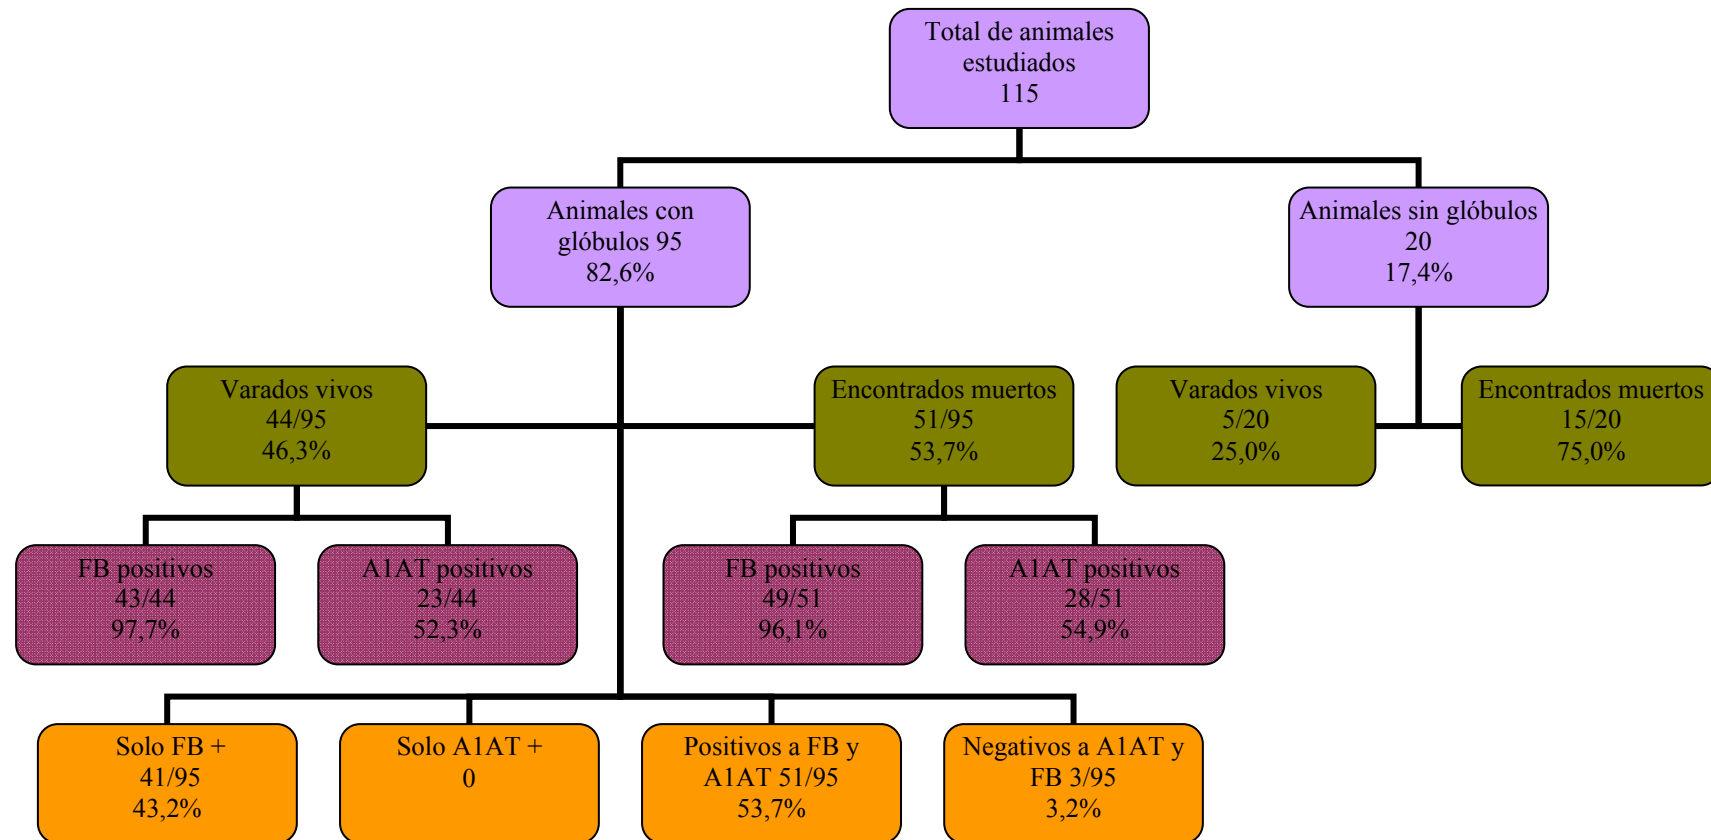 Total de animales
estudiados
115
Animales con
glóbulos 95
82,6%
Animales sin glóbulos
20
17,4%
Varados vivos
44/95
46,3%
Encontrados muertos
51/95
53,7%
Varados vivos
5/20
25,0%
Encontrados muertos
15/20
75,0%
FB positivos
43/44
97,7%
A1AT positivos
23/44
52,3%
FB positivos
49/51
96,1%
A1AT positivos
28/51
54,9%
Solo FB +
41/95
43,2%
Solo A1AT +
0
Positivos a FB y
A1AT 51/95
53,7%
Negativos a A1AT y
FB 3/95
3,2%